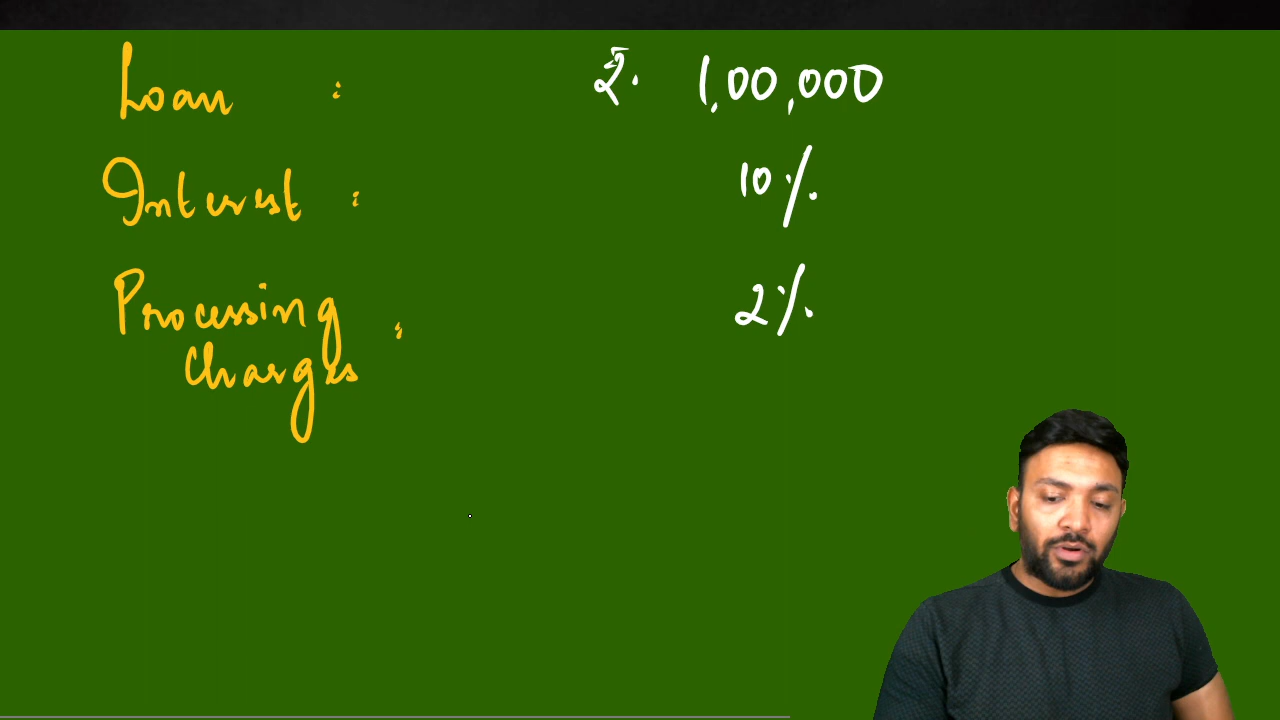 Loan : ₹. 1,00,000
Interest : 10%.
Processing : 2%.
Charges